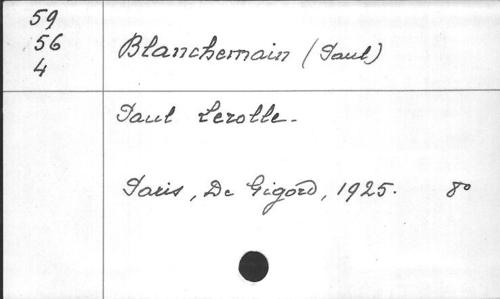 59
56
4
Blanchemain (Paul)
Paul Lerolle.
Paris, De Gigord, 1925. 8°